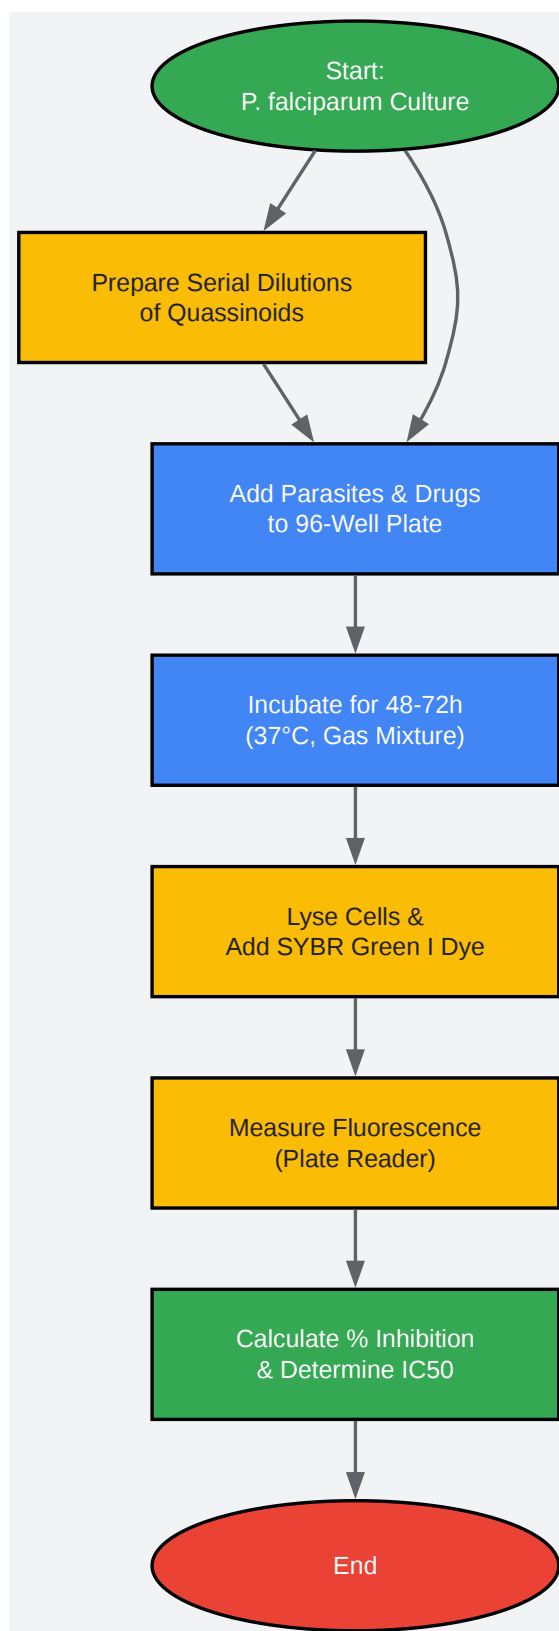 Start:
P. falciparum Culture
Prepare Serial Dilutions
of Quassinoids
Add Parasites & Drugs
to 96-Well Plate
Incubate for 48-72h
(37°C, Gas Mixture)
Lyse Cells &
Add SYBR Green I Dye
Measure Fluorescence
(Plate Reader)
Calculate % Inhibition
& Determine IC50
End